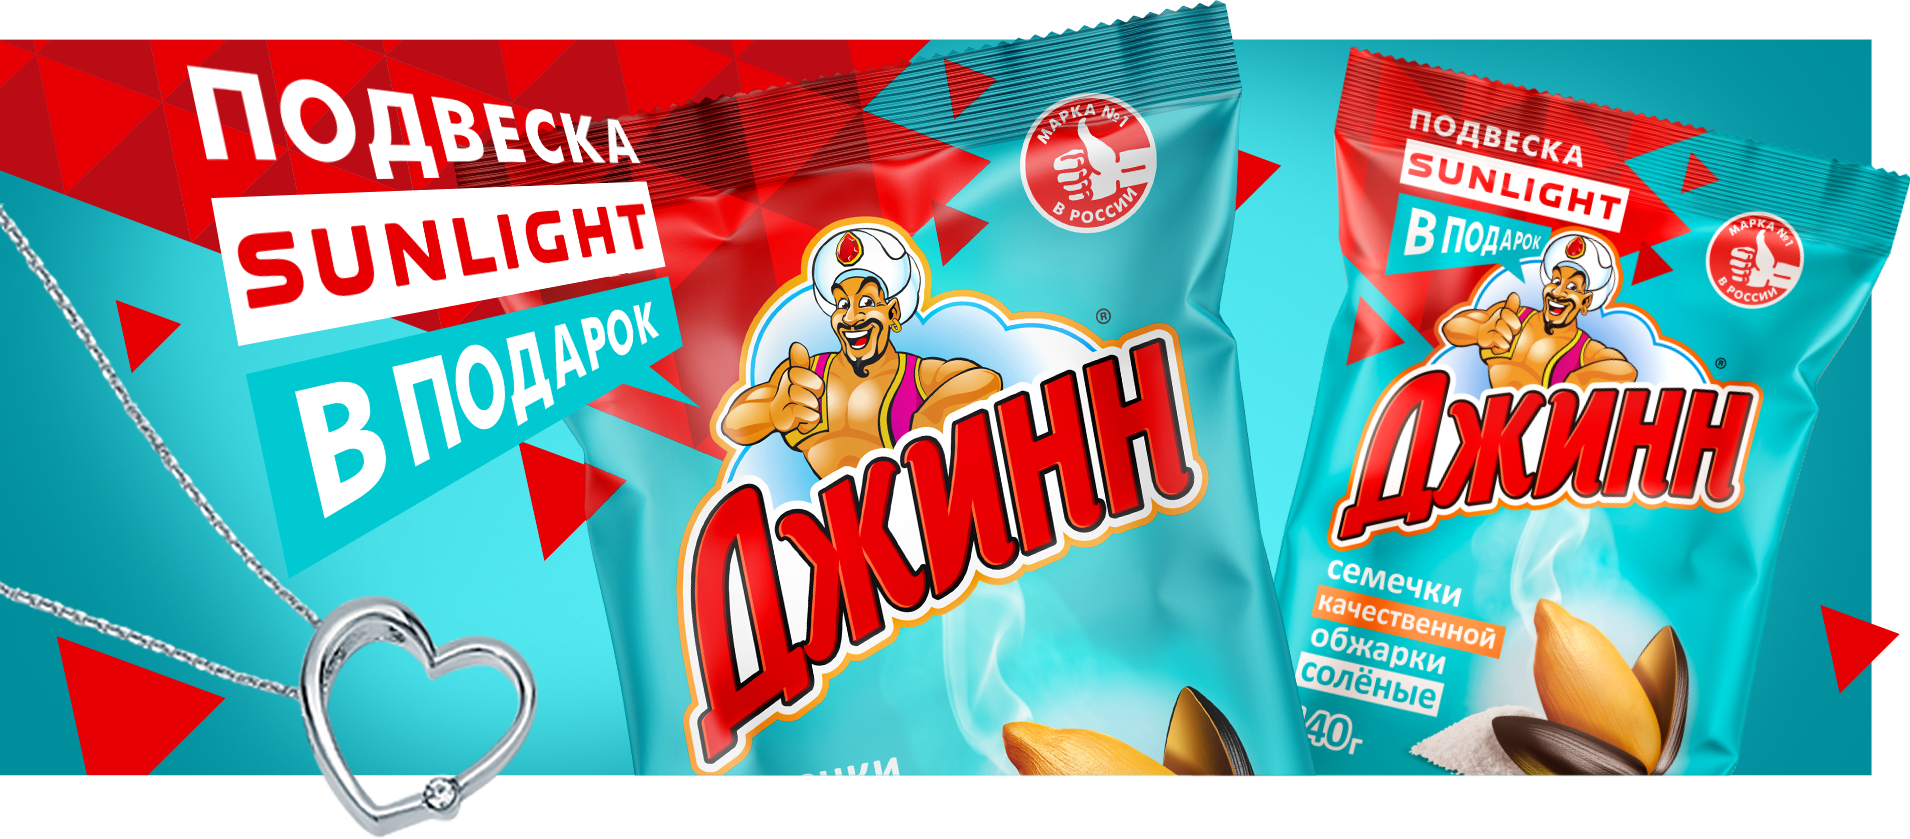 ПОДВЕСКА
SUNLIGHT
В ПОДАРОК
МАРКА №1
В РОССИИ
®
ДЖИНН
ПОДВЕСКА
SUNLIGHT
В ПОДАРОК
МАРКА №1
В РОССИИ
®
ДЖИНН
семечки
качественной
обжарки
солёные